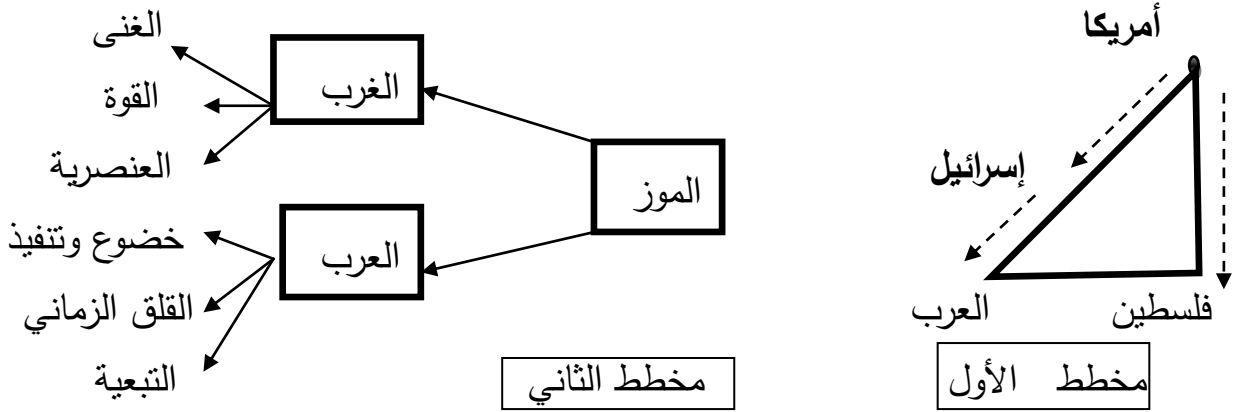 أمريكا
إسرائيل
العرب
فلسطين
مخطط الأول
الموز
الغرب
الغنى
القوة
العنصرية
العرب
خضوع وتنفيذ
القلق الزماني
التبعية
مخطط الثاني